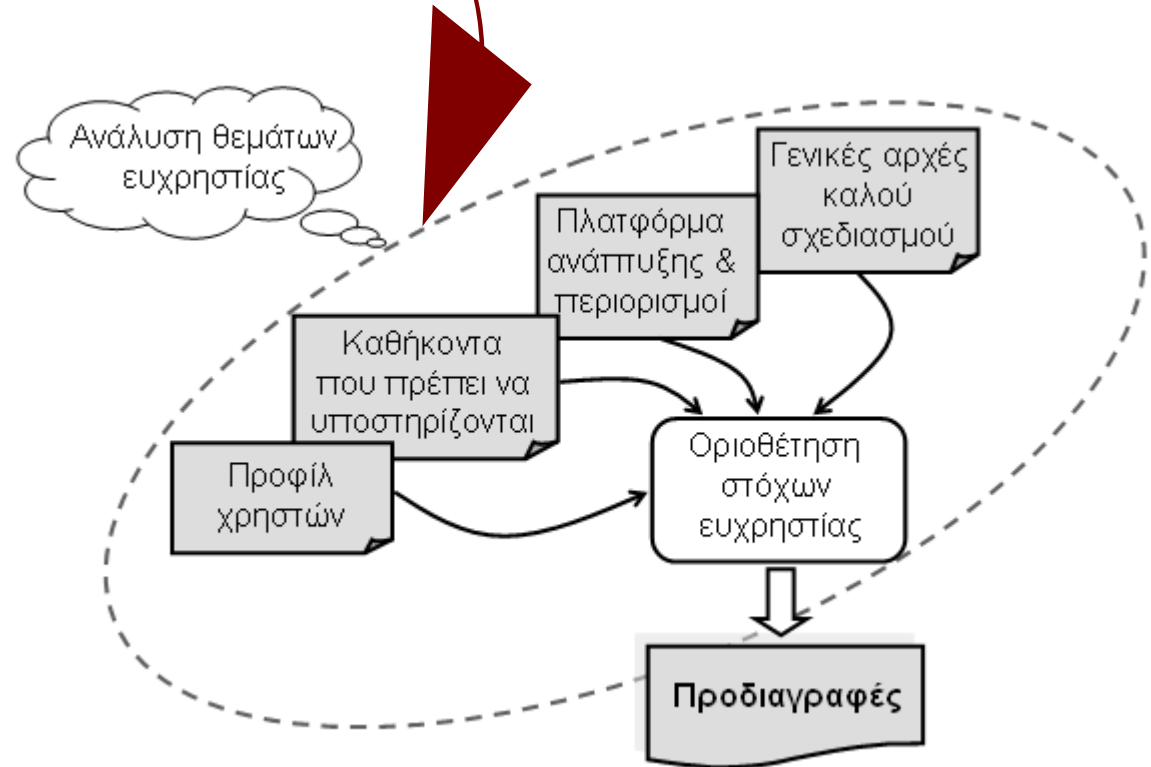 Ανάλυση θεμάτων
ευχρηστίας
Γενικές αρχές
καλού
σχεδιασμού
Πλατφόρμα
ανάπτυξης &
περιορισμοί
Καθήκοντα
που πρέπει να
υποστηρίζονται
Προφίλ
χρηστών
Οριοθέτηση
στόχων
ευχρηστίας
Προδιαγραφές